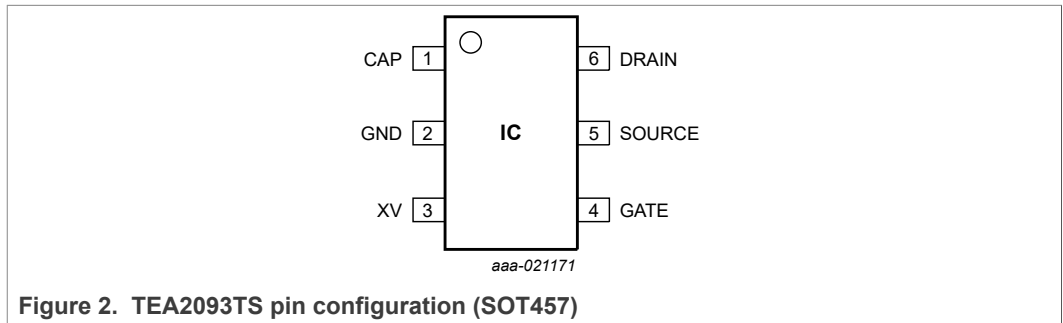 CAP 1 6 DRAIN
GND 2 IC 5 SOURCE
XV 3 4 GATE
aaa-021171
Figure 2. TEA2093TS pin configuration (SOT457)